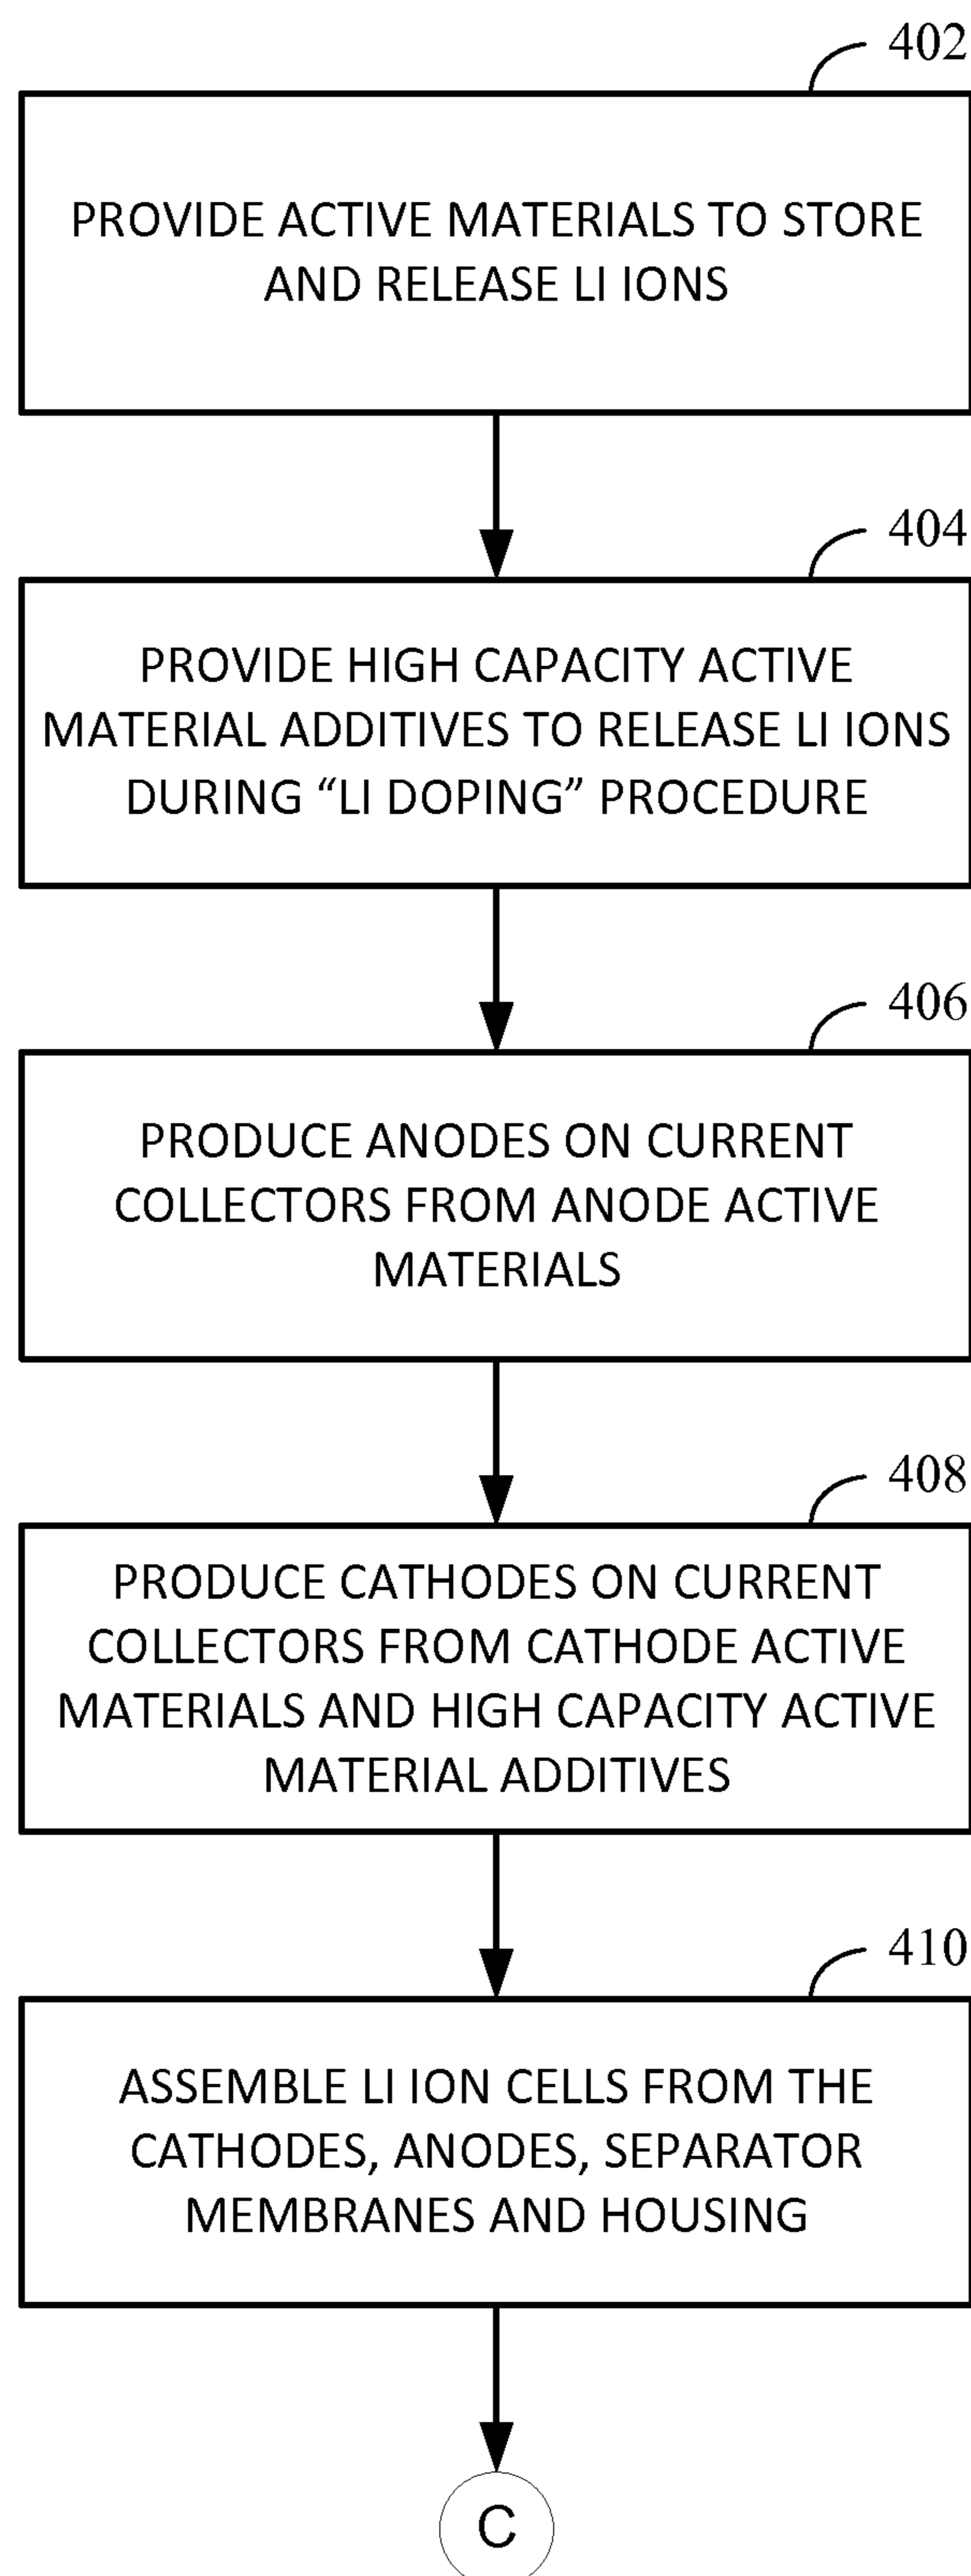 402
PROVIDE ACTIVE MATERIALS TO STORE
AND RELEASE LI IONS
404
PROVIDE HIGH CAPACITY ACTIVE
MATERIAL ADDITIVES TO RELEASE LI IONS
DURING “LI DOPING” PROCEDURE
406
PRODUCE ANODES ON CURRENT
COLLECTORS FROM ANODE ACTIVE
MATERIALS
408
PRODUCE CATHODES ON CURRENT
COLLECTORS FROM CATHODE ACTIVE
MATERIALS AND HIGH CAPACITY ACTIVE
MATERIAL ADDITIVES
410
ASSEMBLE LI ION CELLS FROM THE
CATHODES, ANODES, SEPARATOR
MEMBRANES AND HOUSING
C